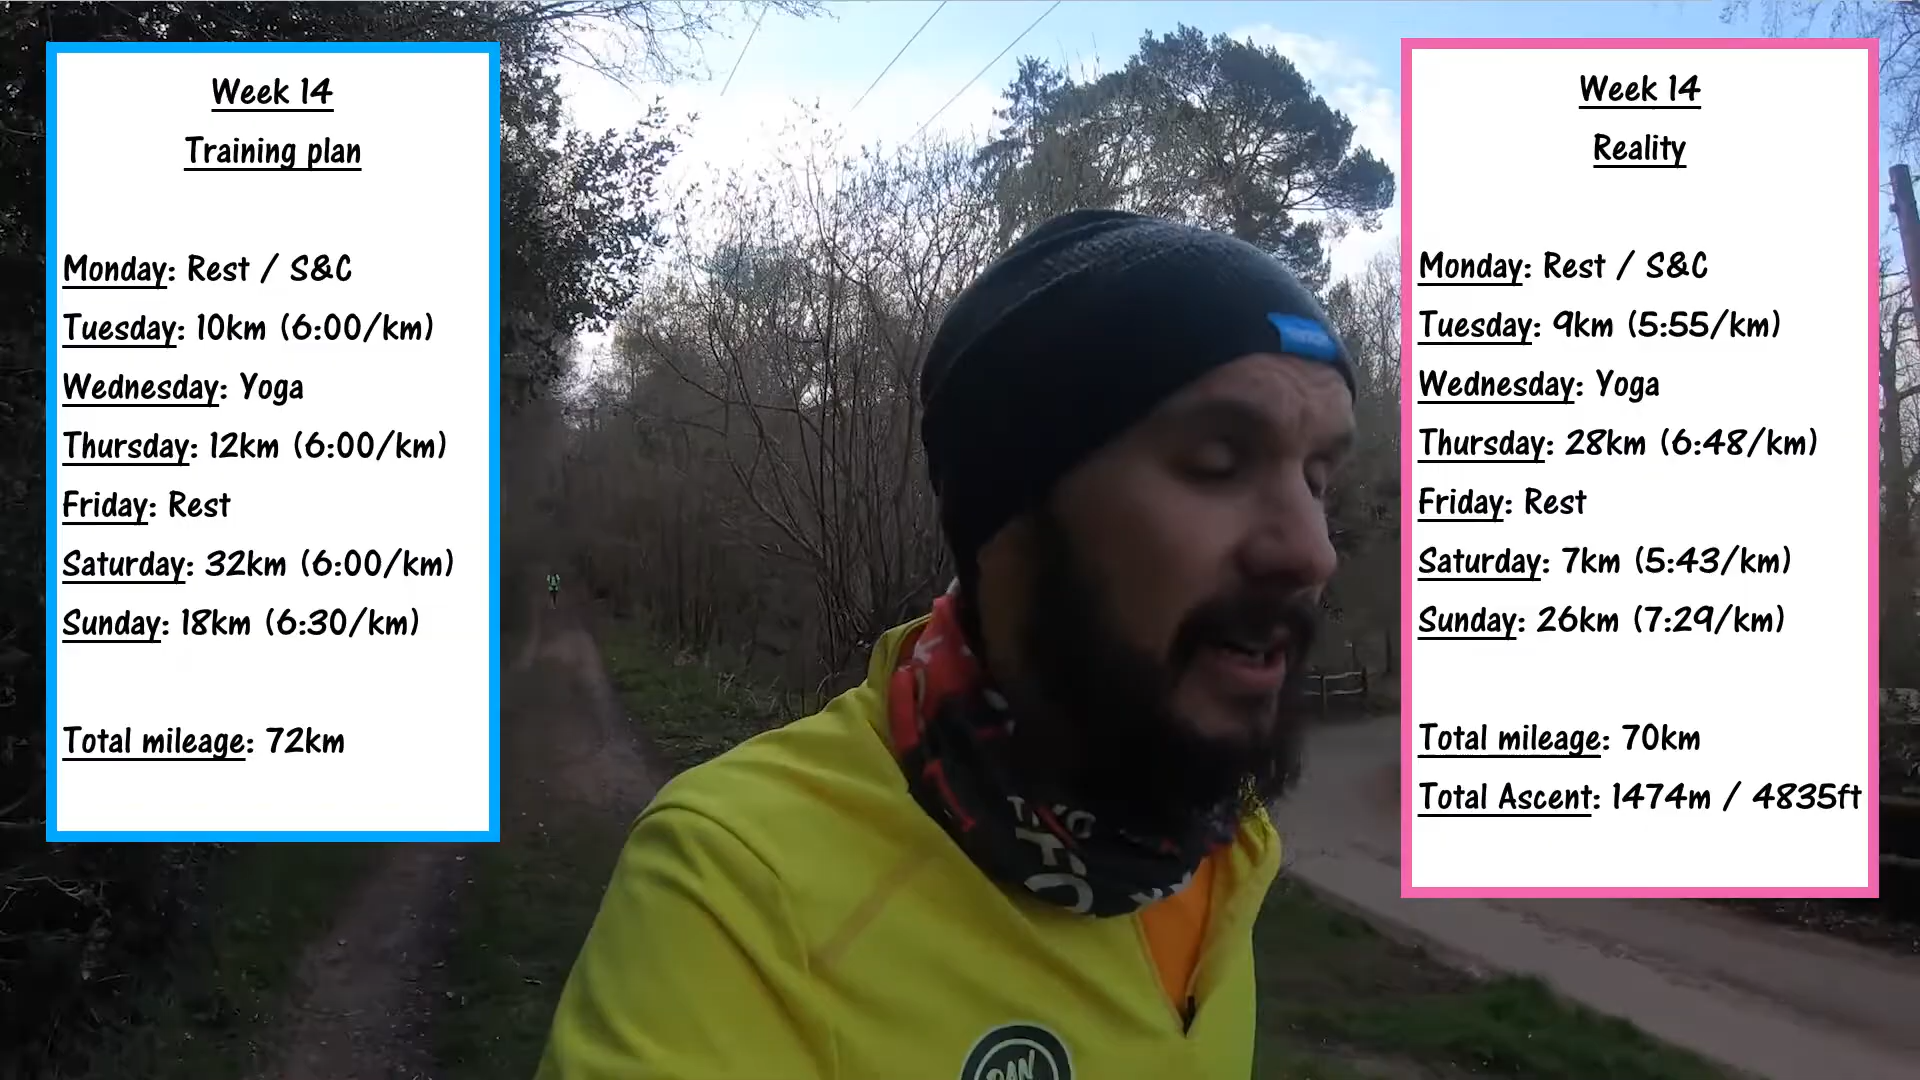 Week 14
Training plan
Monday: Rest / S&C
Tuesday: 10km (6:00/km)
Wednesday: Yoga
Thursday: 12km (6:00/km)
Friday: Rest
Saturday: 32km (6:00/km)
Sunday: 18km (6:30/km)
Total mileage: 72km
Week 14
Reality
Monday: Rest / S&C
Tuesday: 9km (5:55/km)
Wednesday: Yoga
Thursday: 28km (6:48/km)
Friday: Rest
Saturday: 7km (5:43/km)
Sunday: 26km (7:29/km)
Total mileage: 70km
Total Ascent: 1474m / 4835ft
DAN